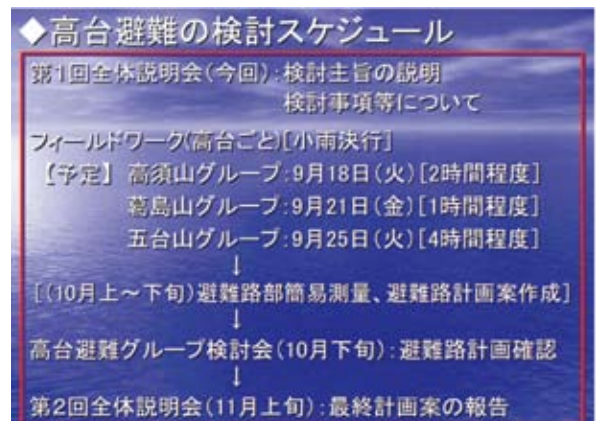 ◆高台避難の検討スケジュール
第1回全体説明会(今回):検討主旨の説明
検討事項等について
フィールドワーク(高台ごと)[小雨決行]
【予定】 高須山グループ:9月18日(火)[2時間程度]
葛島山グループ:9月21日(金)[1時間程度]
五台山グループ:9月25日(火)[4時間程度]
↓
[(10月上~下旬)避難路部簡易測量、避難路計画案作成]
↓
高台避難グループ検討会(10月下旬):避難路計画確認
↓
第2回全体説明会(11月上旬):最終計画案の報告